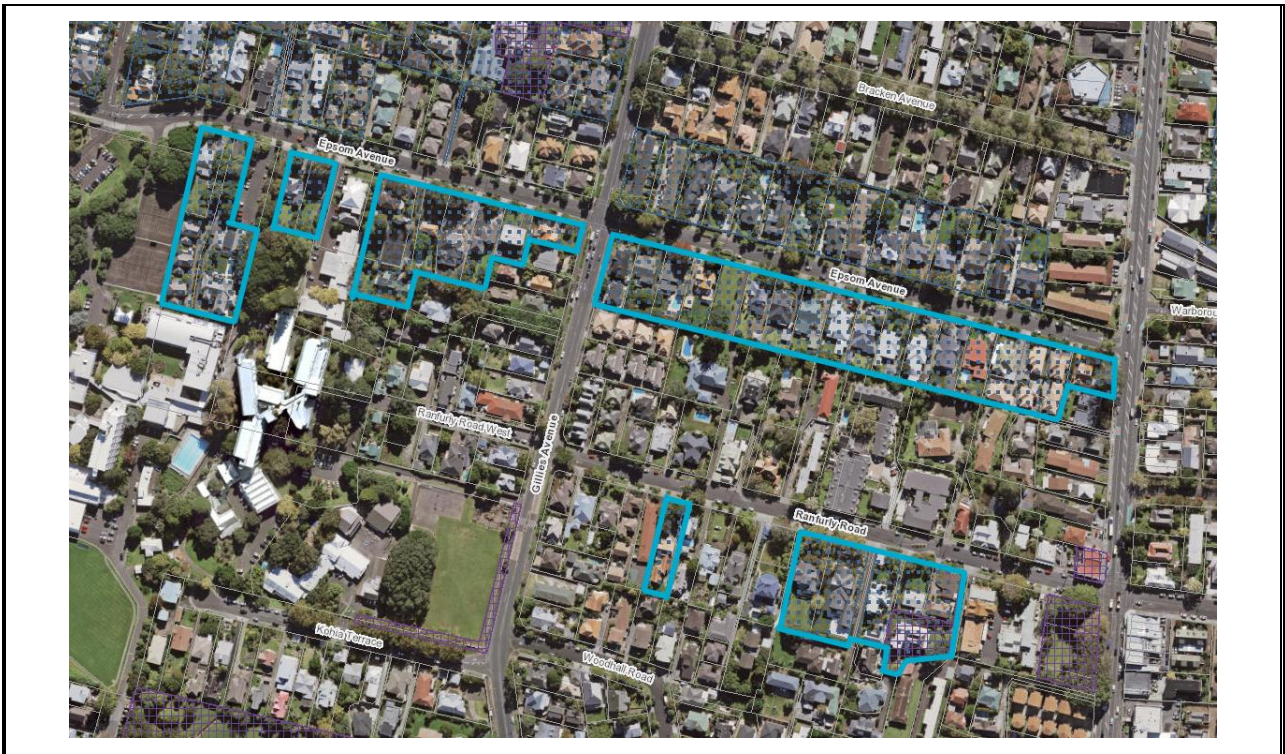 Bracken Avenue
Epsom Avenue
Epsom Avenue
Warborou
Ranfurly Road West
Gillies Avenue
Ranfurly Road
Kohia Terrace
Woodhall Road